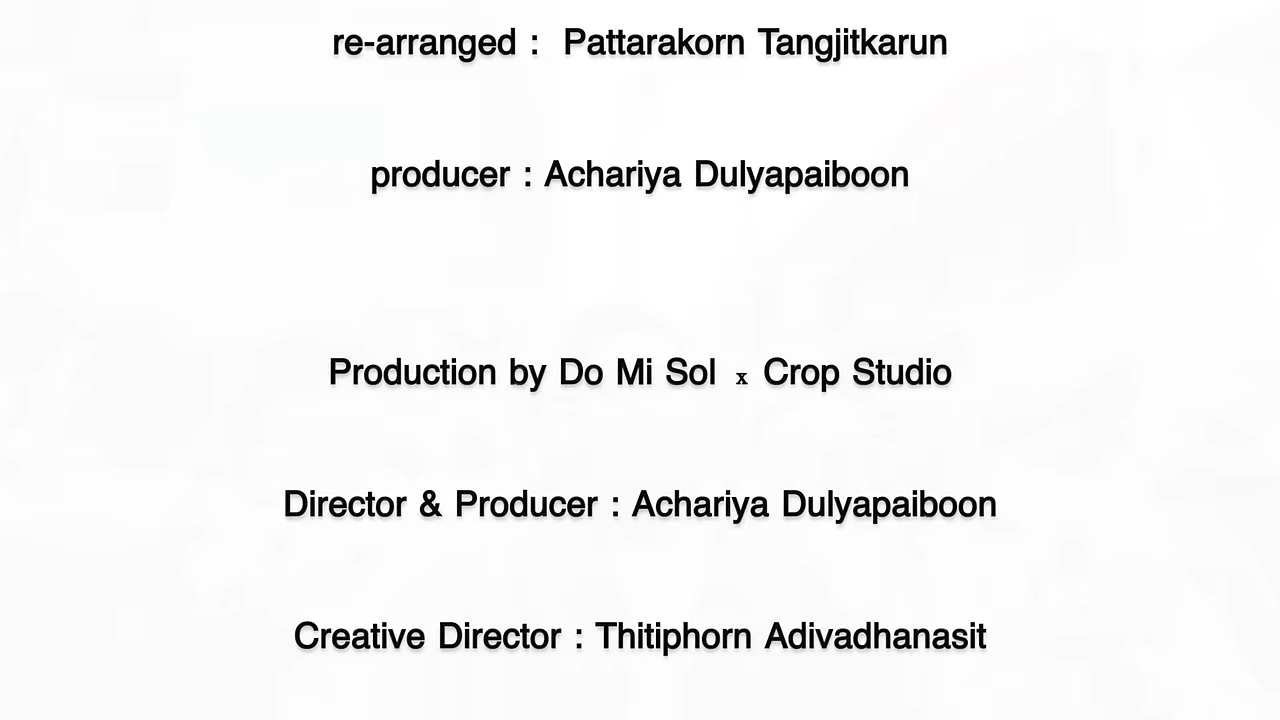 re-arranged :  Pattarakorn Tangjitkarun
producer : Achariya Dulyapaiboon
Production by Do Mi Sol  x  Crop Studio
Director & Producer : Achariya Dulyapaiboon
Creative Director : Thitiphorn Adivadhanasit